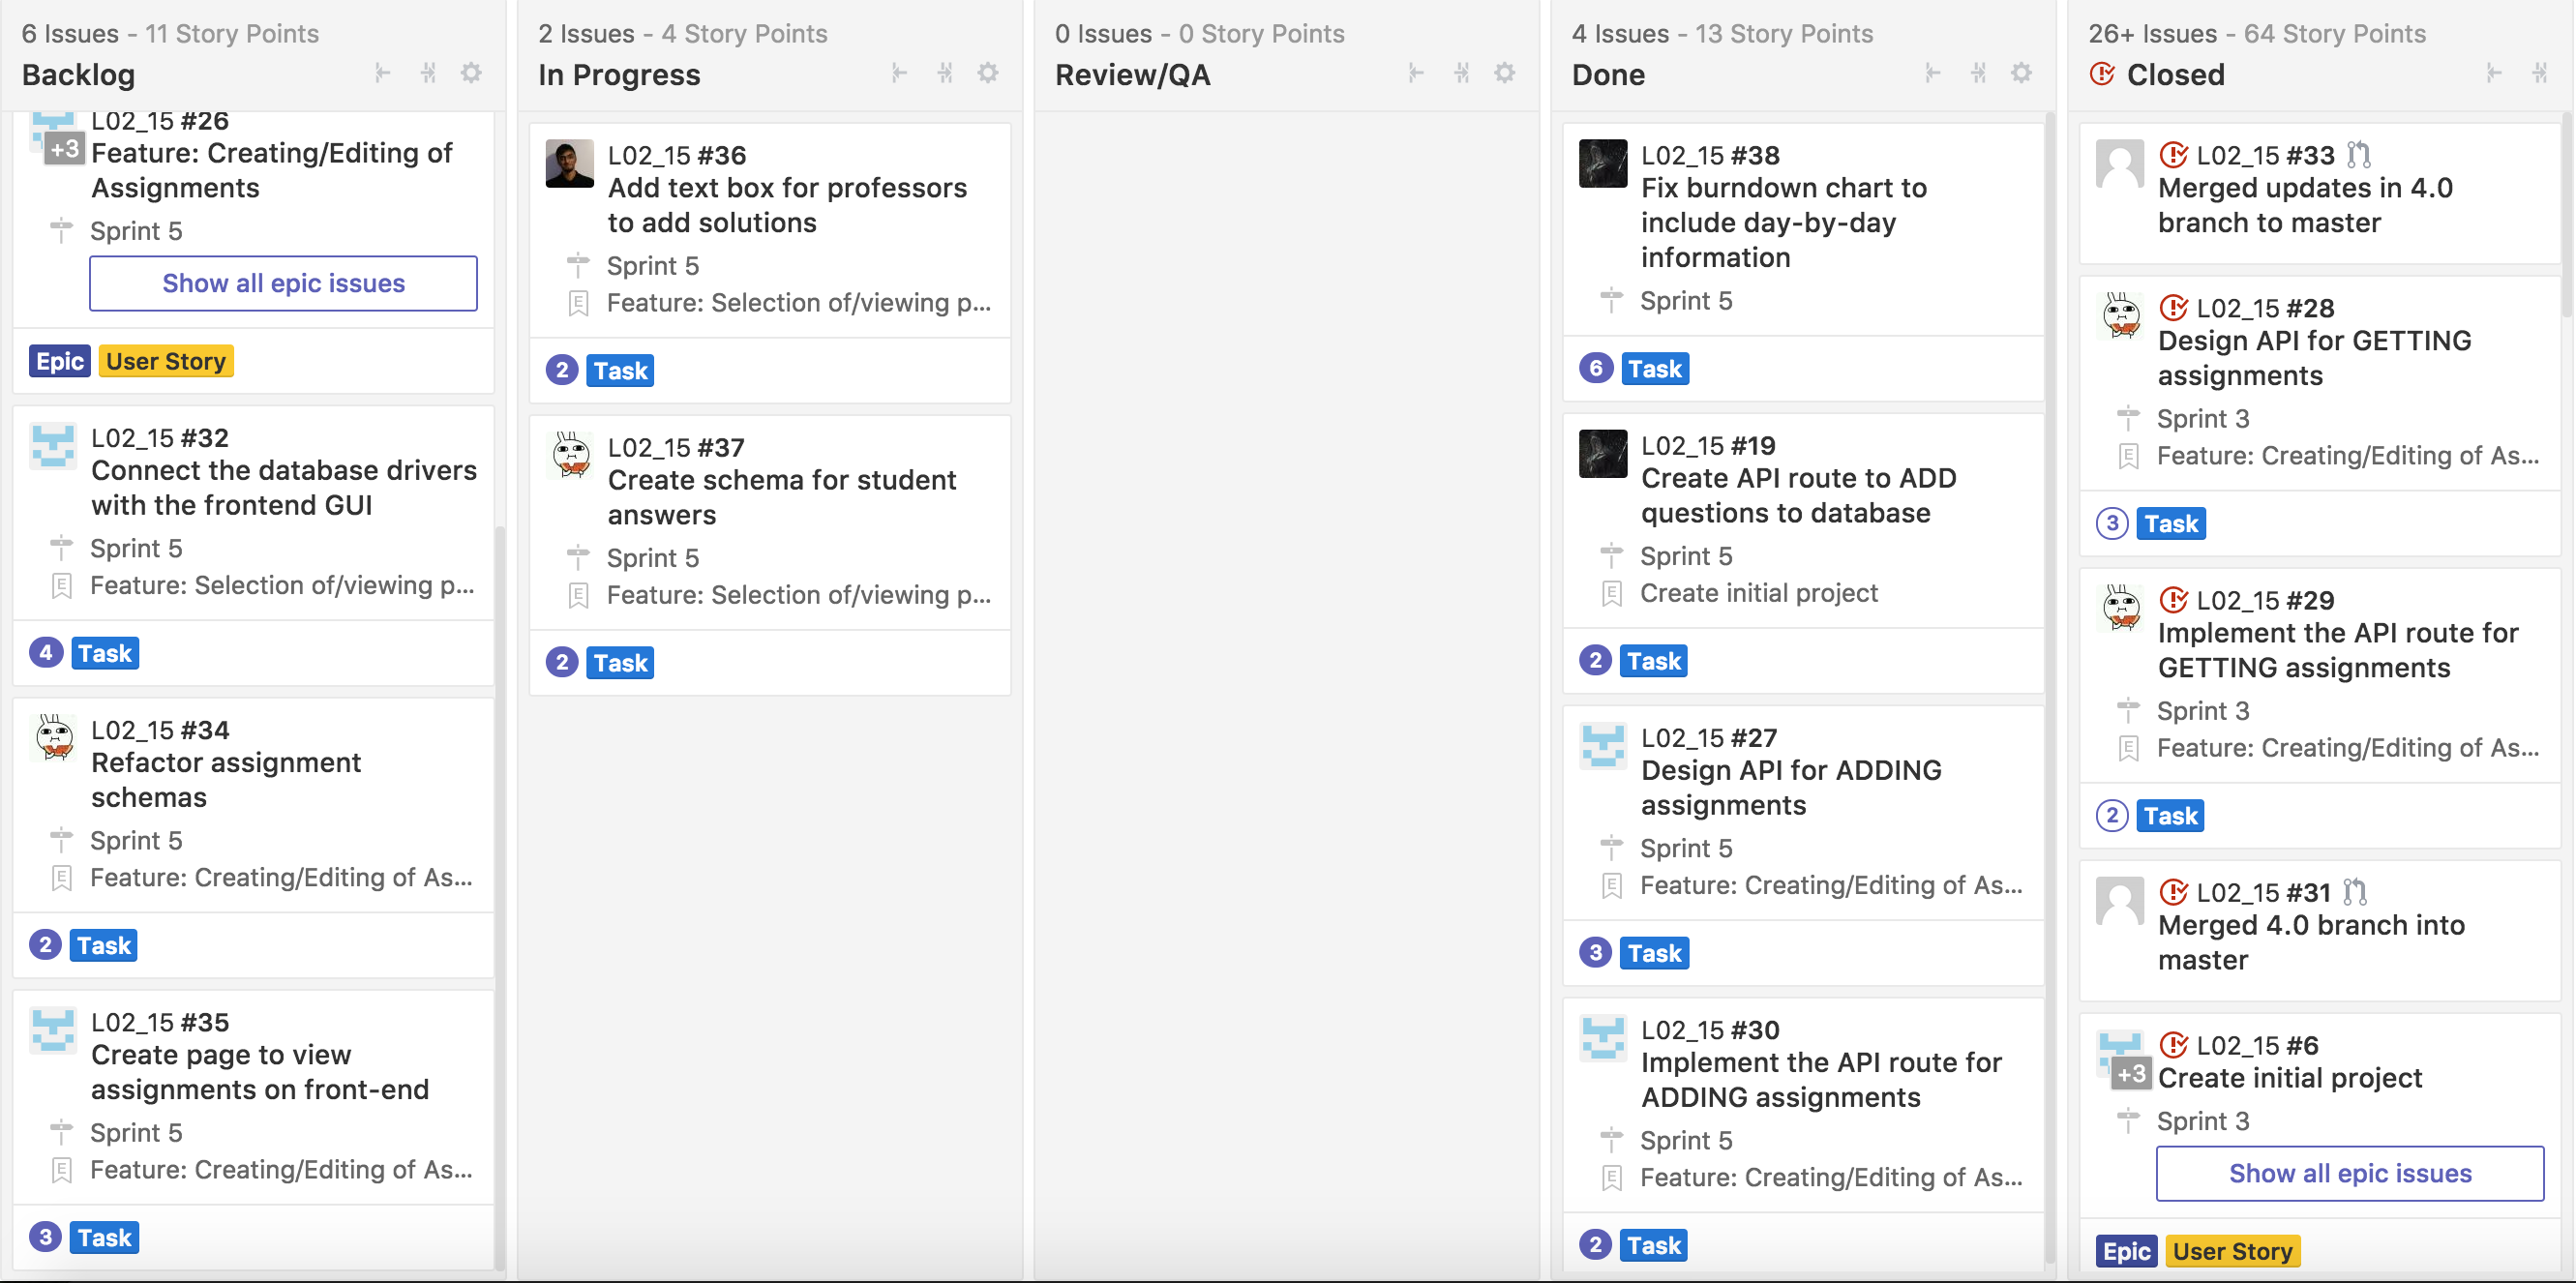 6 Issues - 11 Story Points
Backlog
L02_15 #26
+3
Feature: Creating/Editing of
Assignments
Sprint 5
Show all epic issues
Epic User Story
L02_15 #32
Connect the database drivers
with the frontend GUI
Sprint 5
E Feature: Selection of/viewing p...
4 Task
L02_15 #34
Refactor assignment
schemas
Sprint 5
E Feature: Creating/Editing of As...
2 Task
L02_15 #35
Create page to view
assignments on front-end
Sprint 5
E Feature: Creating/Editing of As...
3 Task
2 Issues - 4 Story Points
In Progress
L02_15 #36
Add text box for professors
to add solutions
Sprint 5
E Feature: Selection of/viewing p...
2 Task
L02_15 #37
Create schema for student
answers
Sprint 5
E Feature: Selection of/viewing p...
2 Task
0 Issues - 0 Story Points
Review/QA
4 Issues - 13 Story Points
Done
L02_15 #38
Fix burndown chart to
include day-by-day
information
Sprint 5
6 Task
L02_15 #19
Create API route to ADD
questions to database
Sprint 5
E Create initial project
2 Task
L02_15 #27
Design API for ADDING
assignments
Sprint 5
E Feature: Creating/Editing of As...
3 Task
L02_15 #30
Implement the API route for
ADDING assignments
Sprint 5
E Feature: Creating/Editing of As...
2 Task
26+ Issues - 64 Story Points
Closed
L02_15 #33
Merged updates in 4.0
branch to master
L02_15 #28
Design API for GETTING
assignments
Sprint 3
E Feature: Creating/Editing of As...
3 Task
L02_15 #29
Implement the API route for
GETTING assignments
Sprint 3
E Feature: Creating/Editing of As...
2 Task
L02_15 #31
Merged 4.0 branch into
master
L02_15 #6
+3
Create initial project
Sprint 3
Show all epic issues
Epic User Story